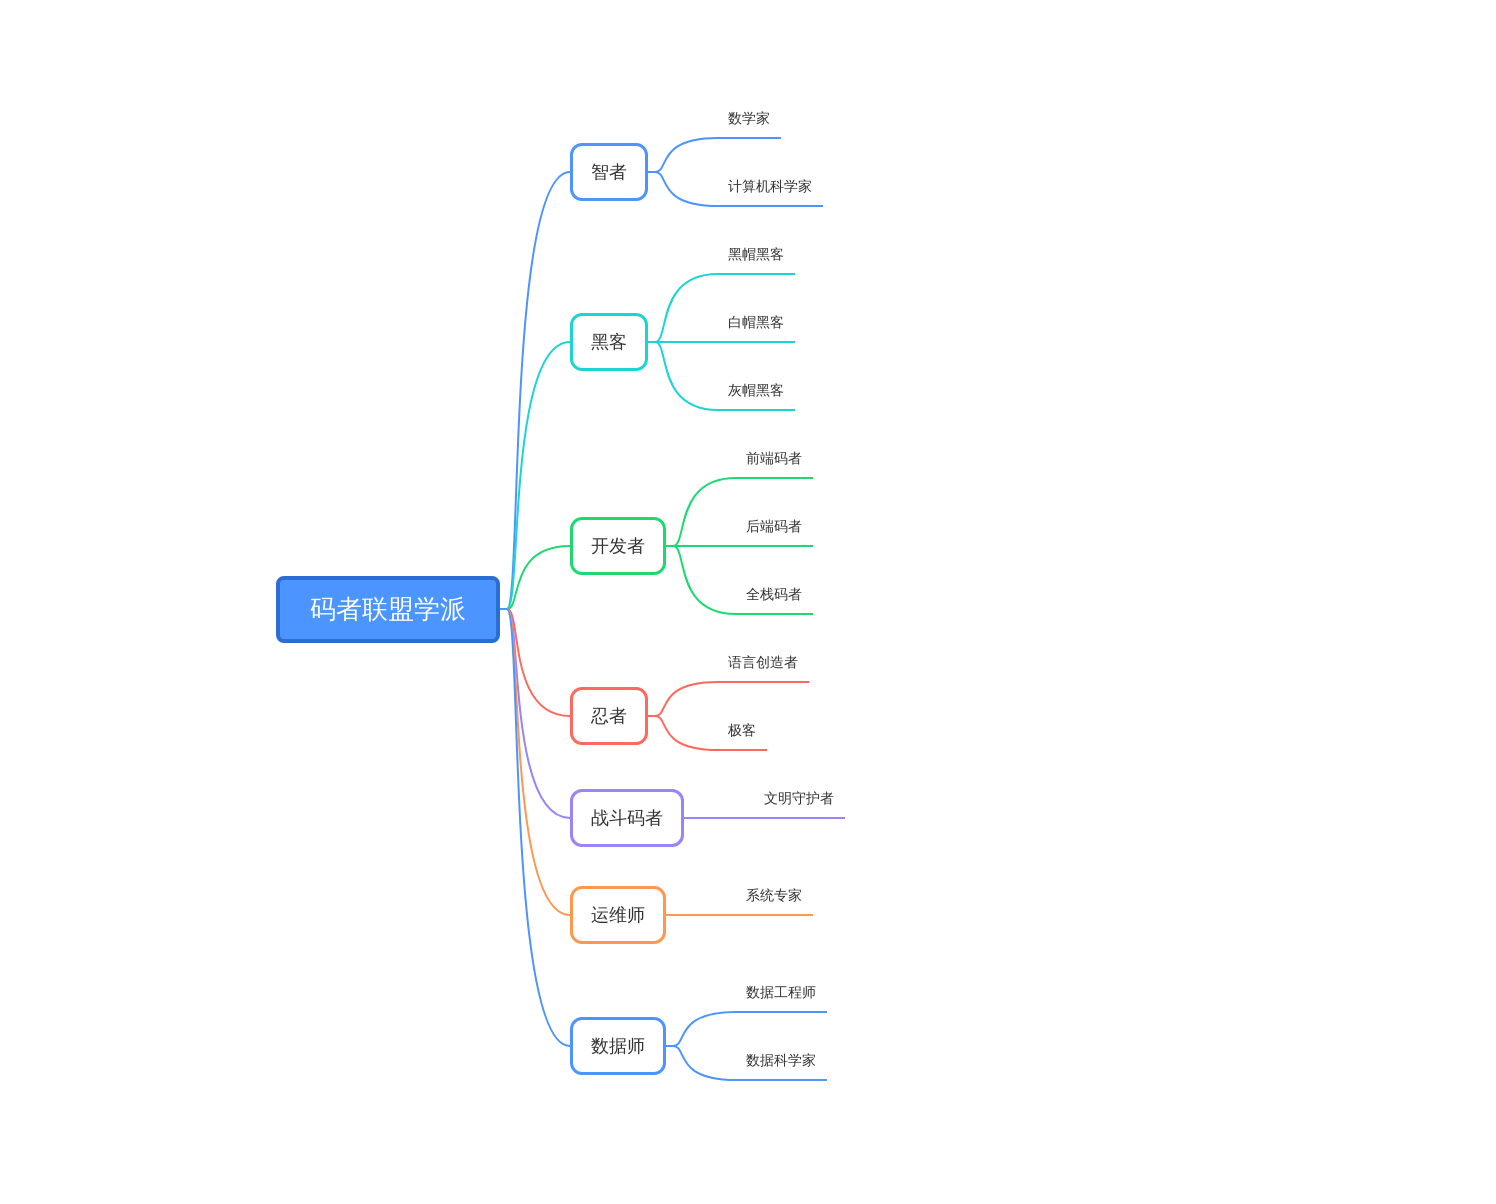 码者联盟学派
智者
数学家
计算机科学家
黑客
黑帽黑客
白帽黑客
灰帽黑客
开发者
前端码者
后端码者
全栈码者
忍者
语言创造者
极客
战斗码者
文明守护者
运维师
系统专家
数据师
数据工程师
数据科学家